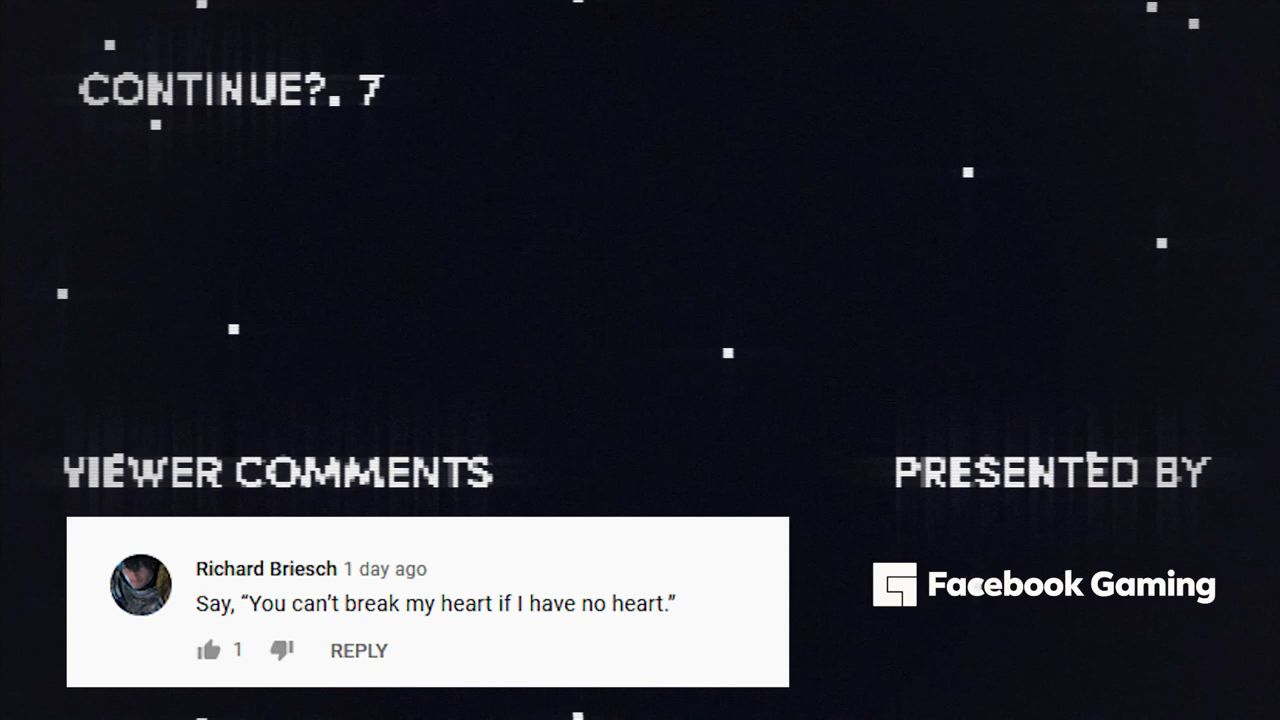 CONTINUE?. 7
VIEWER COMMENTS
PRESENTED BY
Richard Briesch 1 day ago
Say, “You can’t break my heart if I have no heart.”
1
REPLY
Facebook Gaming